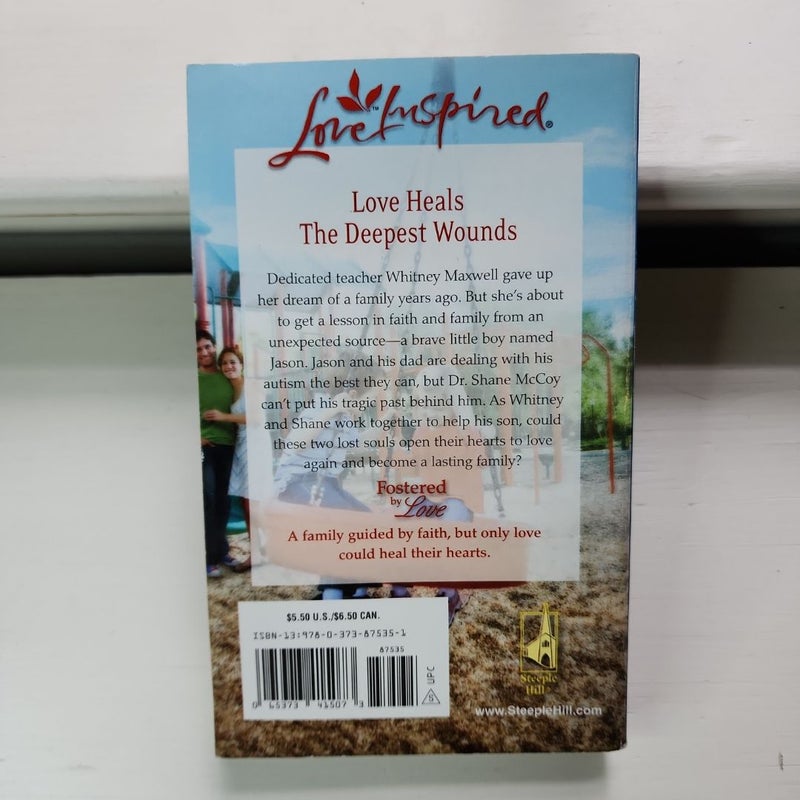 Love Inspired®
Love Heals
The Deepest Wounds
Dedicated teacher Whitney Maxwell gave up
her dream of a family years ago. But she's about
to get a lesson in faith and family from an
unexpected source—a brave little boy named
Jason. Jason and his dad are dealing with his
autism the best they can, but Dr. Shane McCoy
can't put his tragic past behind him. As Whitney
and Shane work together to help his son, could
these two lost souls open their hearts to love
again and become a lasting family?
Fostered
by Love
A family guided by faith, but only love
could heal their hearts.
$5.50 U.S./$6.50 CAN.
ISBN-13:978-0-373-87535-1
87535
0 65373 41507 3
S UPC
Steeple
Hill®
www.SteepleHill.com